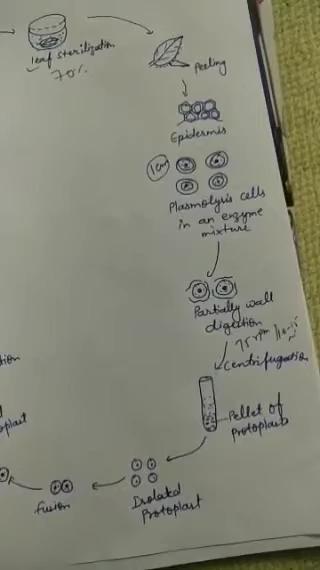 leaf sterilization
70%
Peeling
Epidermis
Plasmolysis cells
in an enzyme
mixture
Partially wall
digestion
Centrifugation
Pellet of
Protoplast
Isolated
Protoplast
fusion